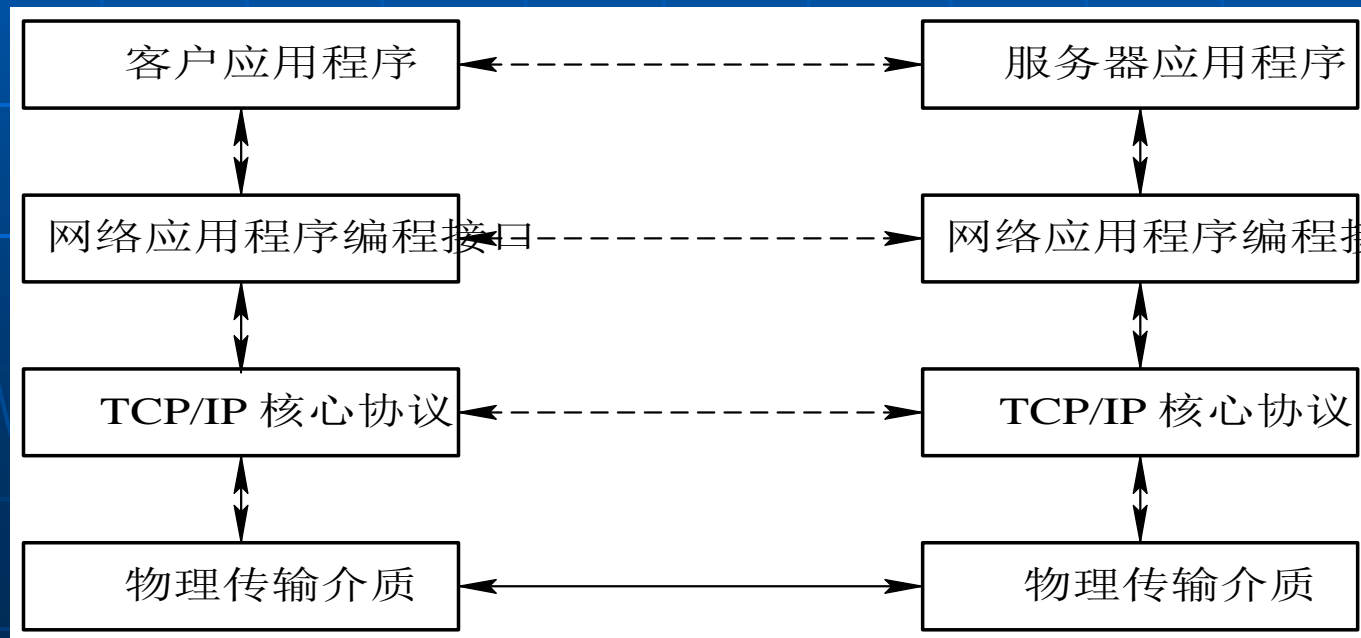 客户应用程序
服务器应用程序
网络应用程序编程接口
网络应用程序编程接
TCP/IP 核心协议
TCP/IP 核心协议
物理传输介质
物理传输介质